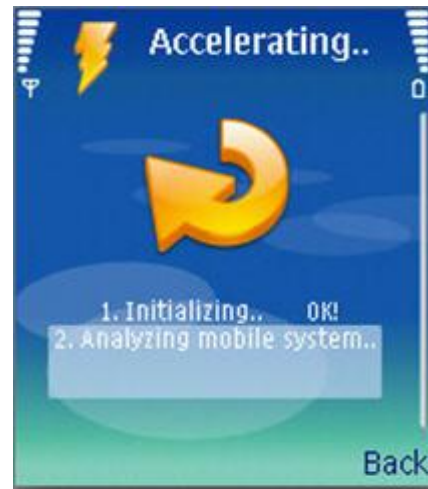 Accelerating..
1. Initializing.. OK!
2. Analyzing mobile system..
Back